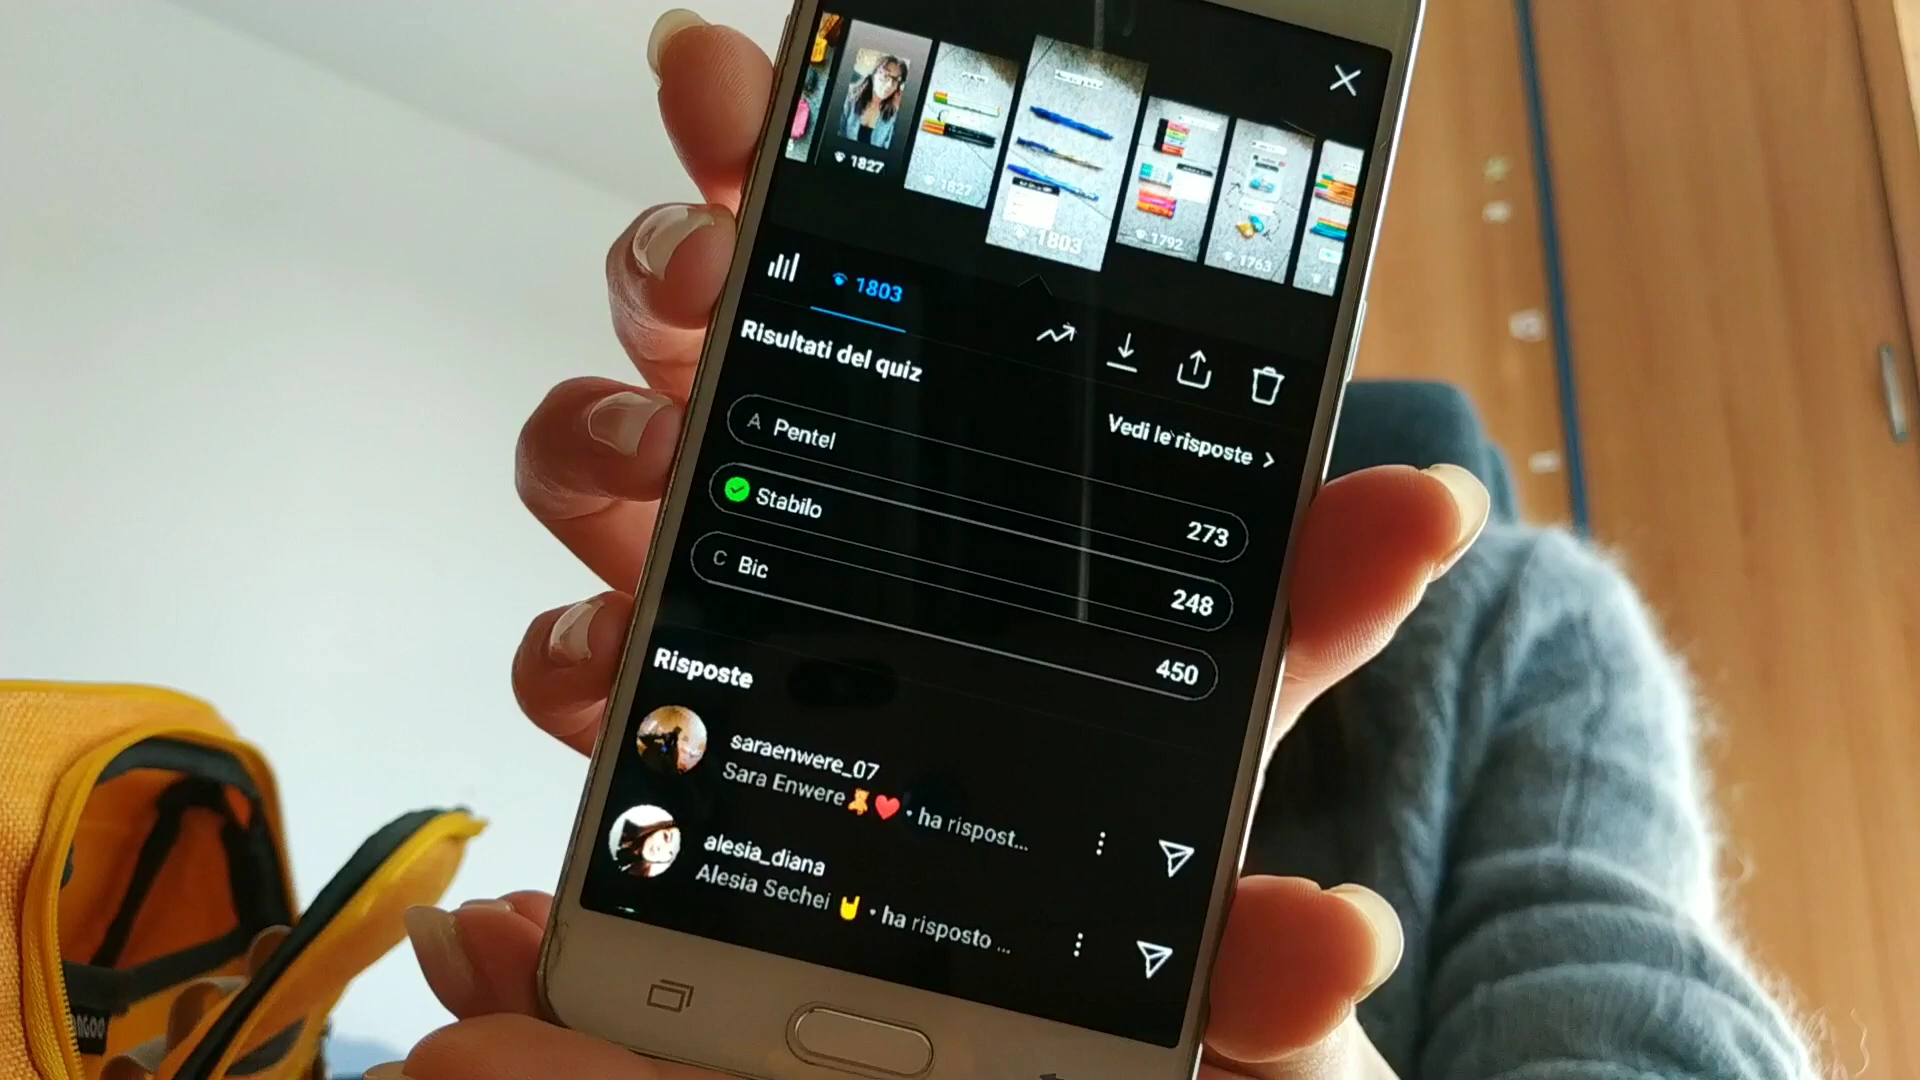 1827
1827
1803
1792
1763
1803
Risultati del quiz
Vedi le risposte >
A Pentel
273
Stabilo
248
C Bic
450
Risposte
saraenwere_07
Sara Enwere🧸❤️ • ha rispost...
alesia_diana
Alesia Sechei 🤘 • ha risposto ...